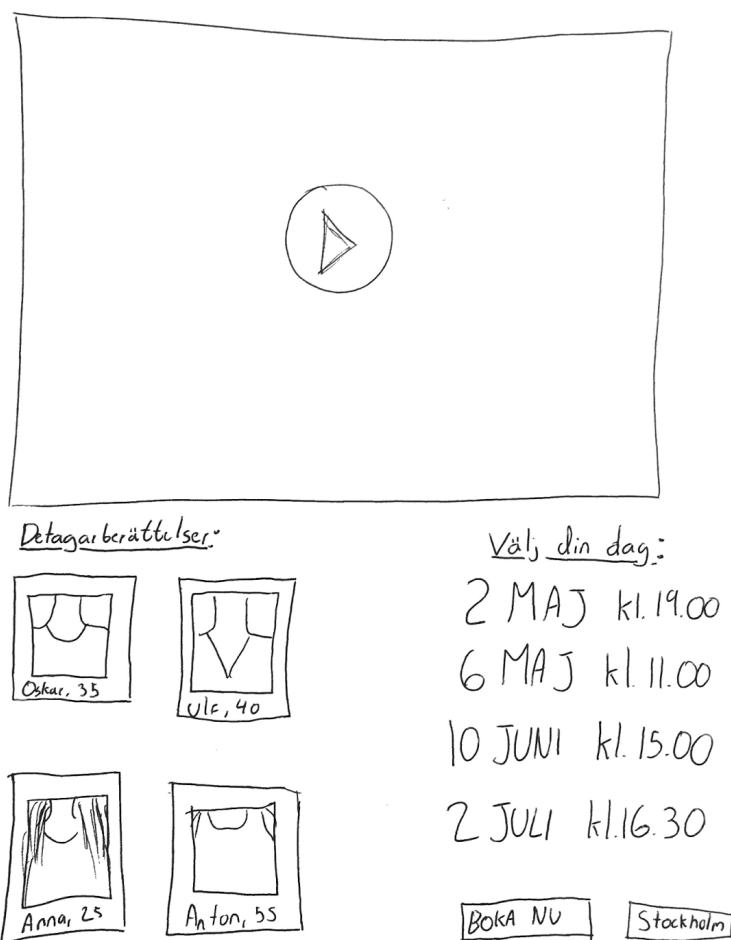 Detagarberättelser:
Oskar, 35
Ulf, 40
Anna, 25
Anton, 55
Välj din dag:
2 MAJ kl. 19.00
6 MAJ kl. 11.00
10 JUNI kl. 15.00
2 JULI kl. 16.30
BOKA NU
Stockholm